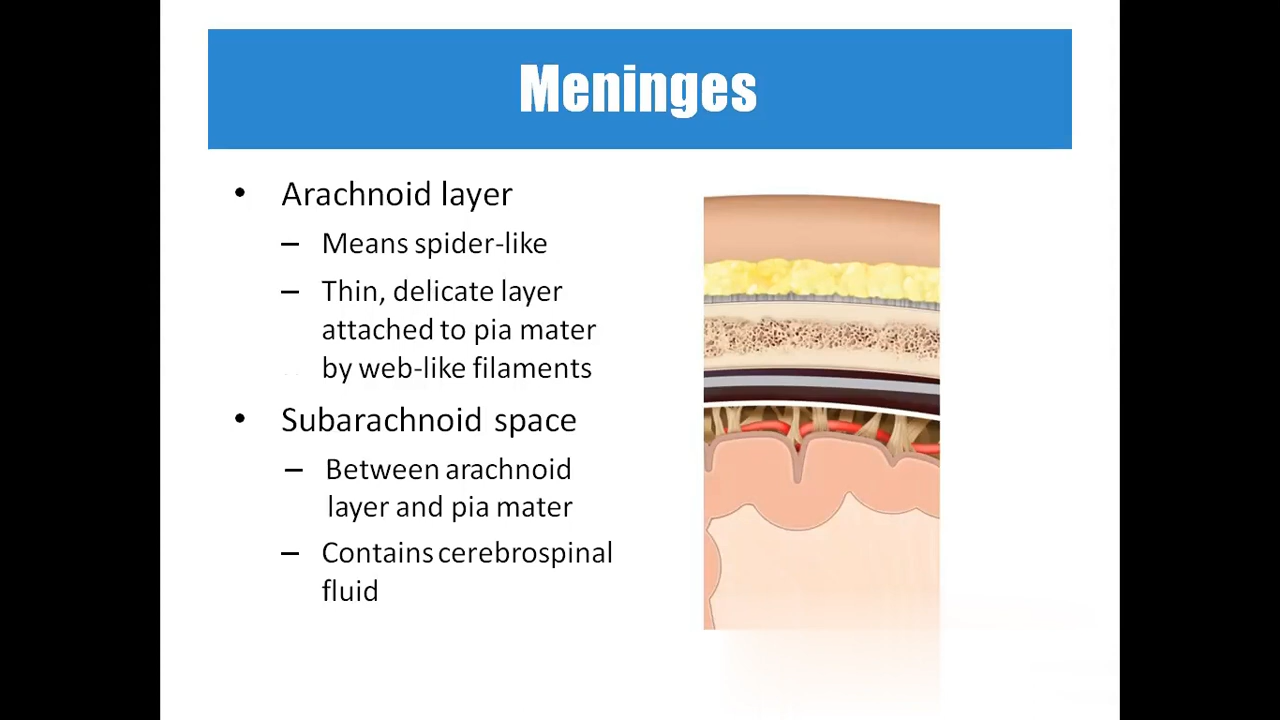 Meninges
• Arachnoid layer
– Means spider-like
– Thin, delicate layer
attached to pia mater
by web-like filaments
• Subarachnoid space
– Between arachnoid
layer and pia mater
– Contains cerebrospinal
fluid